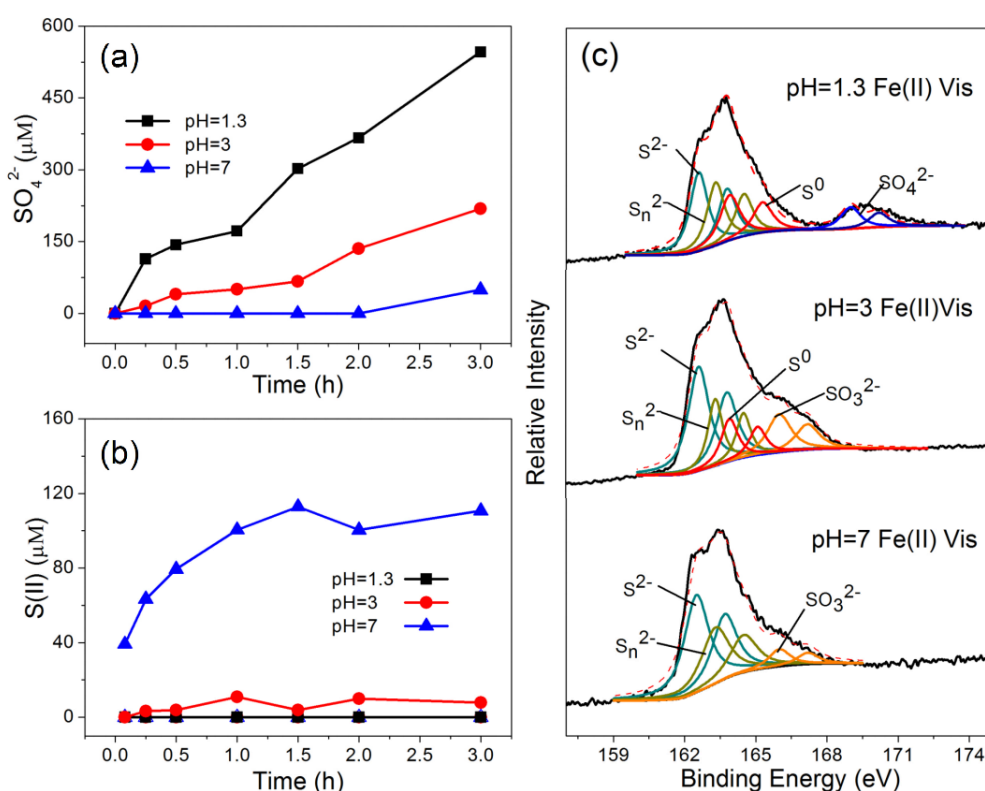 (a)
SO₄²⁻ (μM)
600
450
300
150
0
pH=1.3
pH=3
pH=7
0.0 0.5 1.0 1.5 2.0 2.5 3.0
Time (h)
(b)
S(II) (μM)
160
120
80
40
0
pH=1.3
pH=3
pH=7
0.0 0.5 1.0 1.5 2.0 2.5 3.0
Time (h)
(c)
Relative Intensity
pH=1.3 Fe(II) Vis
S²⁻
Sₙ²⁻
S⁰
SO₄²⁻
pH=3 Fe(II)Vis
S²⁻
Sₙ²⁻
S⁰
SO₃²⁻
pH=7 Fe(II) Vis
S²⁻
Sₙ²⁻
SO₃²⁻
159 162 165 168 171 174
Binding Energy (eV)